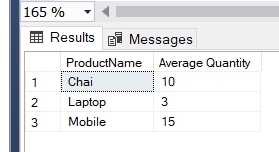 165 %
Results Messages
ProductName Average Quantity
1 Chai 10
2 Laptop 3
3 Mobile 15